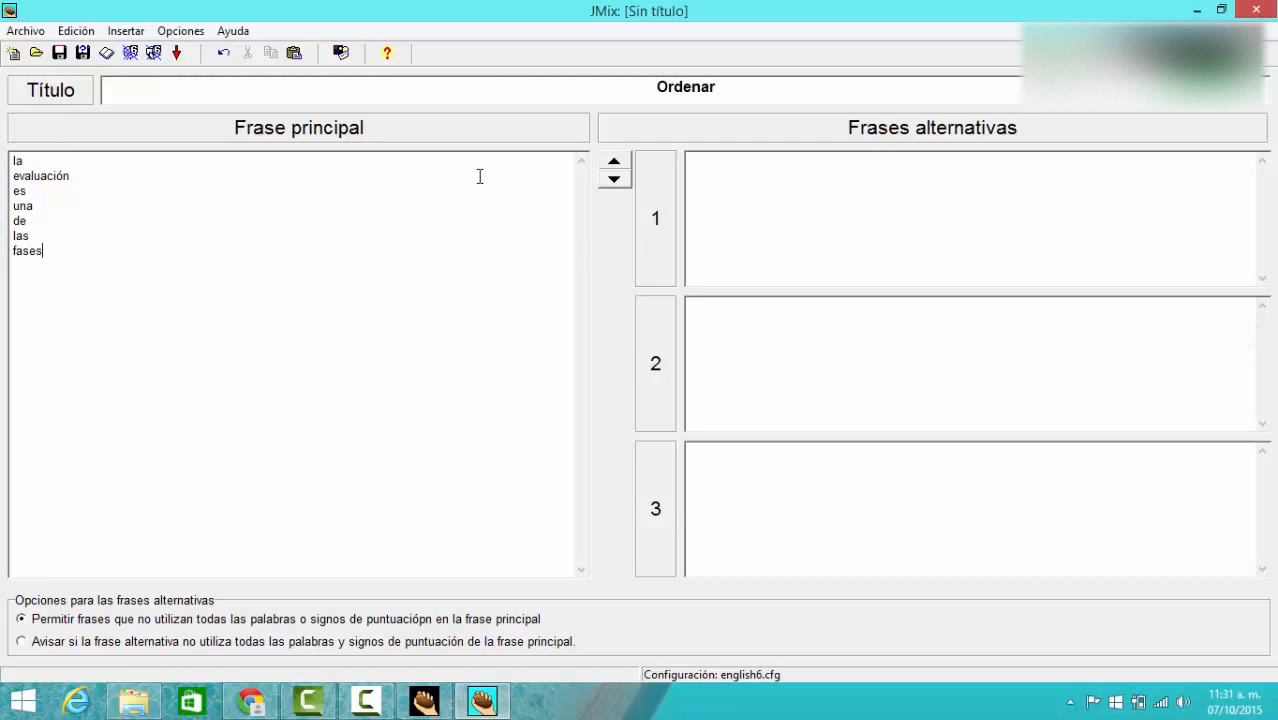 JMix: [Sin título]
Archivo Edición Insertar Opciones Ayuda
Título
Ordenar
Frase principal
Frases alternativas
la
evaluación
es
una
de
las
fases
1
2
3
Opciones para las frases alternativas
Permitir frases que no utilizan todas las palabras o signos de puntuaciópn en la frase principal
Avisar si la frase alternativa no utiliza todas las palabras y signos de puntuación de la frase principal.
Configuración: english6.cfg
11:31 a. m.
07/10/2015